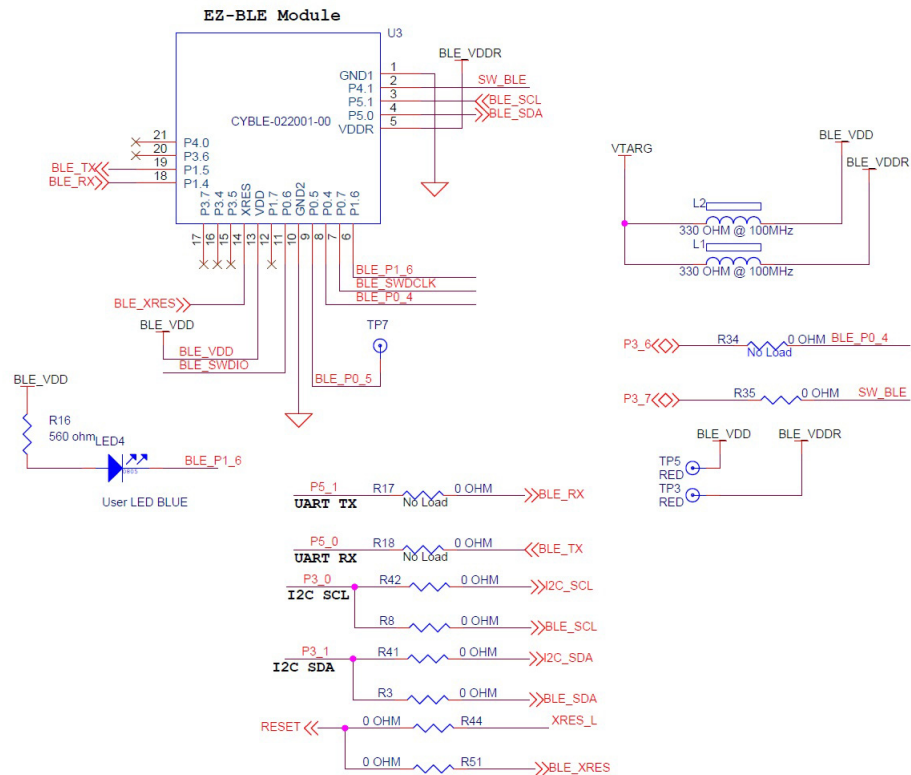 EZ-BLE Module
U3
BLE_VDDR
GND1 1
P4.1 2 SW_BLE
P5.1 3 BLE_SCL
P5.0 4 BLE_SDA
VDDR 5
CYBLE-022001-00
21 P4.0
20 P3.6
BLE_TX 19 P1.5
BLE_RX 18 P1.4
P3.7 P3.4 P3.5 XRES VDD P1.7 P0.6 GND2 P0.5 P0.4 P0.7 P1.6
17 16 15 14 13 12 11 10 9 8 7 6
BLE_P1_6
BLE_SWDCLK
BLE_P0_4
BLE_XRES
BLE_VDD
BLE_VDD
BLE_SWDIO
TP7
BLE_P0_5
VTARG
BLE_VDD
BLE_VDDR
L2
330 OHM @ 100MHz
L1
330 OHM @ 100MHz
P3_6 R34 0 OHM BLE_P0_4
No Load
P3_7 R35 0 OHM SW_BLE
BLE_VDD BLE_VDDR
TP5
RED
TP3
RED
BLE_VDD
R16
560 ohm
LED4
0805
BLE_P1_6
User LED BLUE
P5_1 R17 0 OHM BLE_RX
UART TX No Load
P5_0 R18 0 OHM BLE_TX
UART RX No Load
P3_0 R42 0 OHM I2C_SCL
I2C SCL
R8 0 OHM BLE_SCL
P3_1 R41 0 OHM I2C_SDA
I2C SDA
R3 0 OHM BLE_SDA
RESET 0 OHM R44 XRES_L
0 OHM R51 BLE_XRES